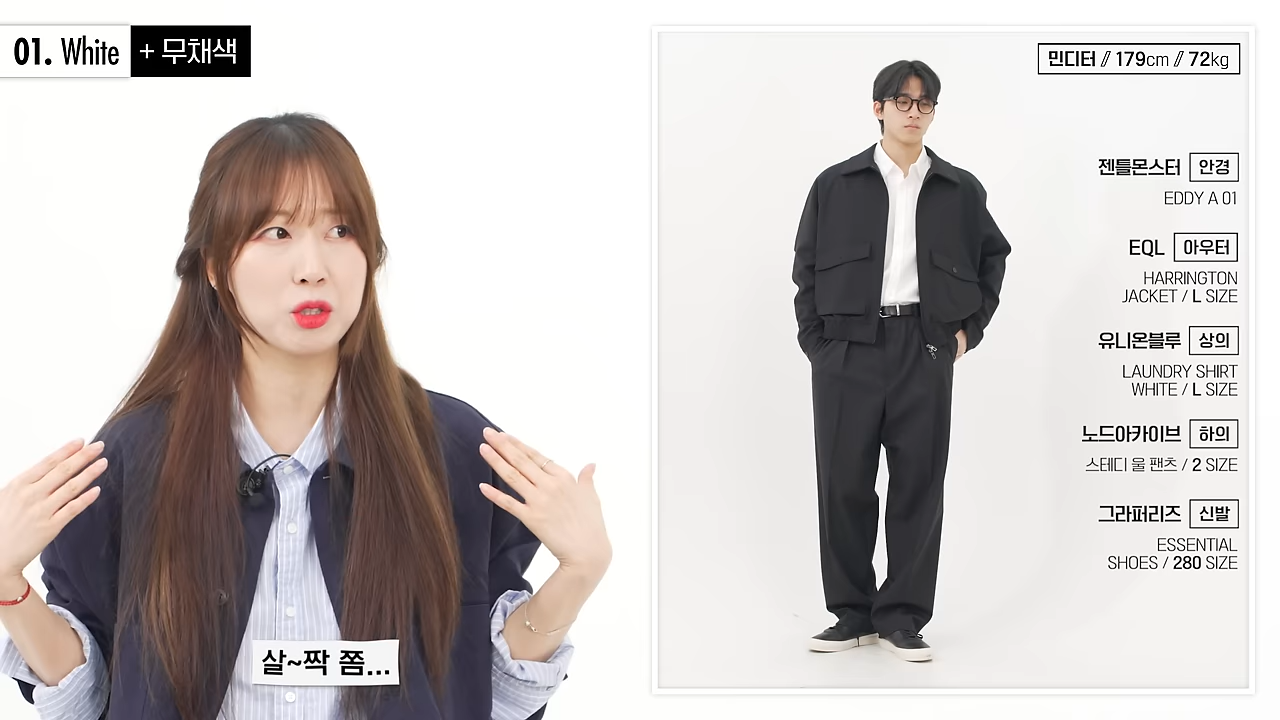 01. White + 무채색
살~짝 쫌...
민디터 // 179cm // 72kg
젠틀몬스터 안경
EDDY A 01
EQL 아우터
HARRINGTON
JACKET / L SIZE
유니온블루 상의
LAUNDRY SHIRT
WHITE / L SIZE
노드아카이브 하의
스테디 울 팬츠 / 2 SIZE
그라퍼리즈 신발
ESSENTIAL
SHOES / 280 SIZE